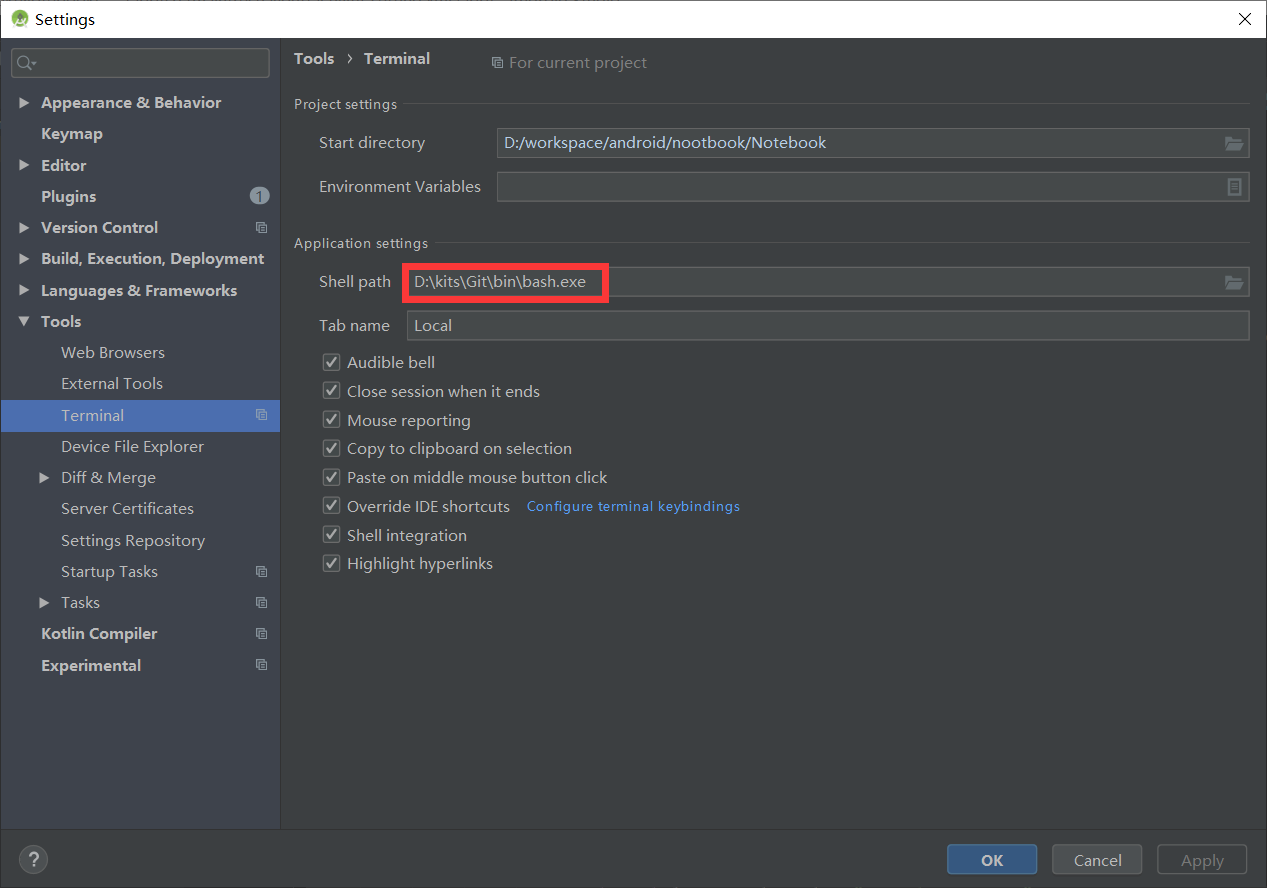 Settings
Tools › Terminal
For current project
Appearance & Behavior
Keymap
Editor
Plugins
1
Version Control
Build, Execution, Deployment
Languages & Frameworks
Tools
Web Browsers
External Tools
Terminal
Device File Explorer
Diff & Merge
Server Certificates
Settings Repository
Startup Tasks
Tasks
Kotlin Compiler
Experimental
Project settings
Start directory D:/workspace/android/nootbook/Notebook
Environment Variables
Application settings
Shell path D:\kits\Git\bin\bash.exe
Tab name Local
Audible bell
Close session when it ends
Mouse reporting
Copy to clipboard on selection
Paste on middle mouse button click
Override IDE shortcuts Configure terminal keybindings
Shell integration
Highlight hyperlinks
?
OK Cancel Apply